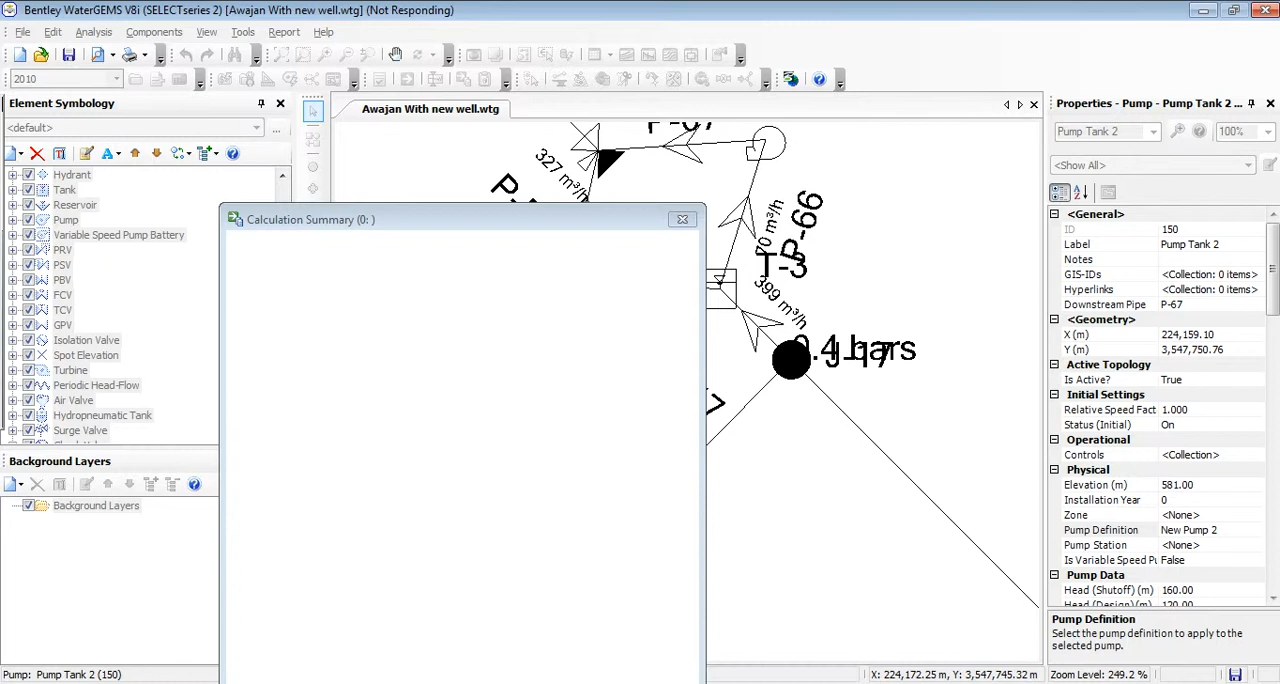 Bentley WaterGEMS V8i (SELECTseries 2) [Awajan With new well.wtg] (Not Responding)
File Edit Analysis Components View Tools Report Help
2010
Element Symbology
<default>
Hydrant
Tank
Reservoir
Pump
Variable Speed Pump Battery
PRV
PSV
PBV
FCV
TCV
GPV
Isolation Valve
Spot Elevation
Turbine
Periodic Head-Flow
Air Valve
Hydropneumatic Tank
Surge Valve
Background Layers
Background Layers
Awajan With new well.wtg
327 m³/h
P-66
T-3
399 m³/h
J-17
Calculation Summary (0: )
Properties - Pump - Pump Tank 2 ...
Pump Tank 2 100%
<Show All>
<General>
ID 150
Label Pump Tank 2
Notes
GIS-IDs <Collection: 0 items>
Hyperlinks <Collection: 0 items>
Downstream Pipe P-67
<Geometry>
X (m) 224,159.10
Y (m) 3,547,750.76
Active Topology
Is Active? True
Initial Settings
Relative Speed Fact 1.000
Status (Initial) On
Operational
Controls <Collection>
Physical
Elevation (m) 581.00
Installation Year 0
Zone <None>
Pump Definition New Pump 2
Pump Station <None>
Is Variable Speed Pu False
Pump Data
Head (Shutoff) (m) 160.00
Head (Design) (m) 120.00
Pump Definition
Select the pump definition to apply to the
selected pump.
Pump: Pump Tank 2 (150)
X: 224,172.25 m, Y: 3,547,745.32 m Zoom Level: 249.2 %